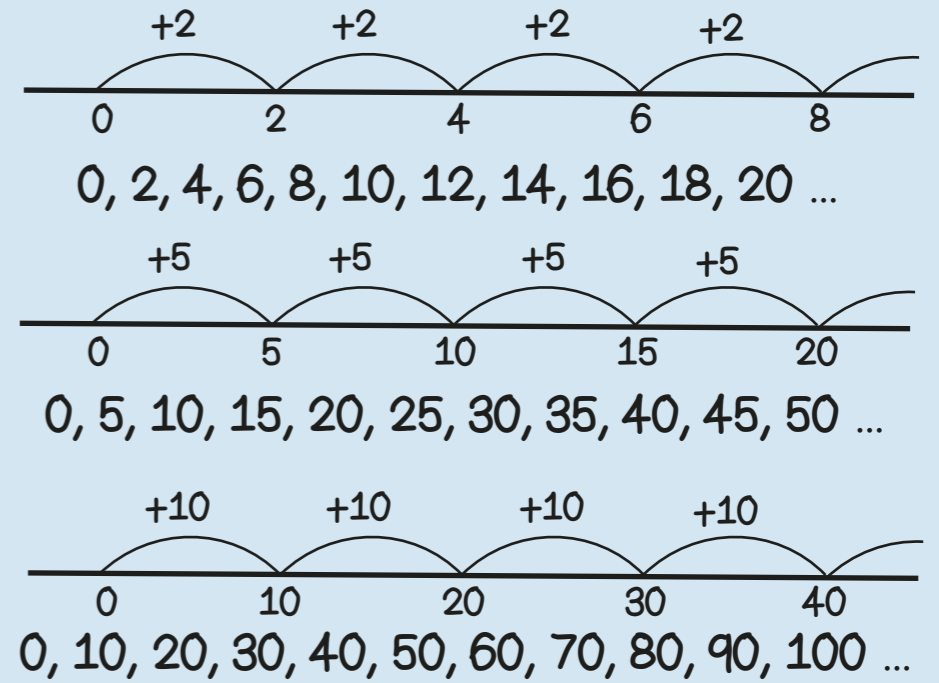 +2 +2 +2 +2
0 2 4 6 8
0, 2, 4, 6, 8, 10, 12, 14, 16, 18, 20 ...
+5 +5 +5 +5
0 5 10 15 20
0, 5, 10, 15, 20, 25, 30, 35, 40, 45, 50 ...
+10 +10 +10 +10
0 10 20 30 40
0, 10, 20, 30, 40, 50, 60, 70, 80, 90, 100 ...